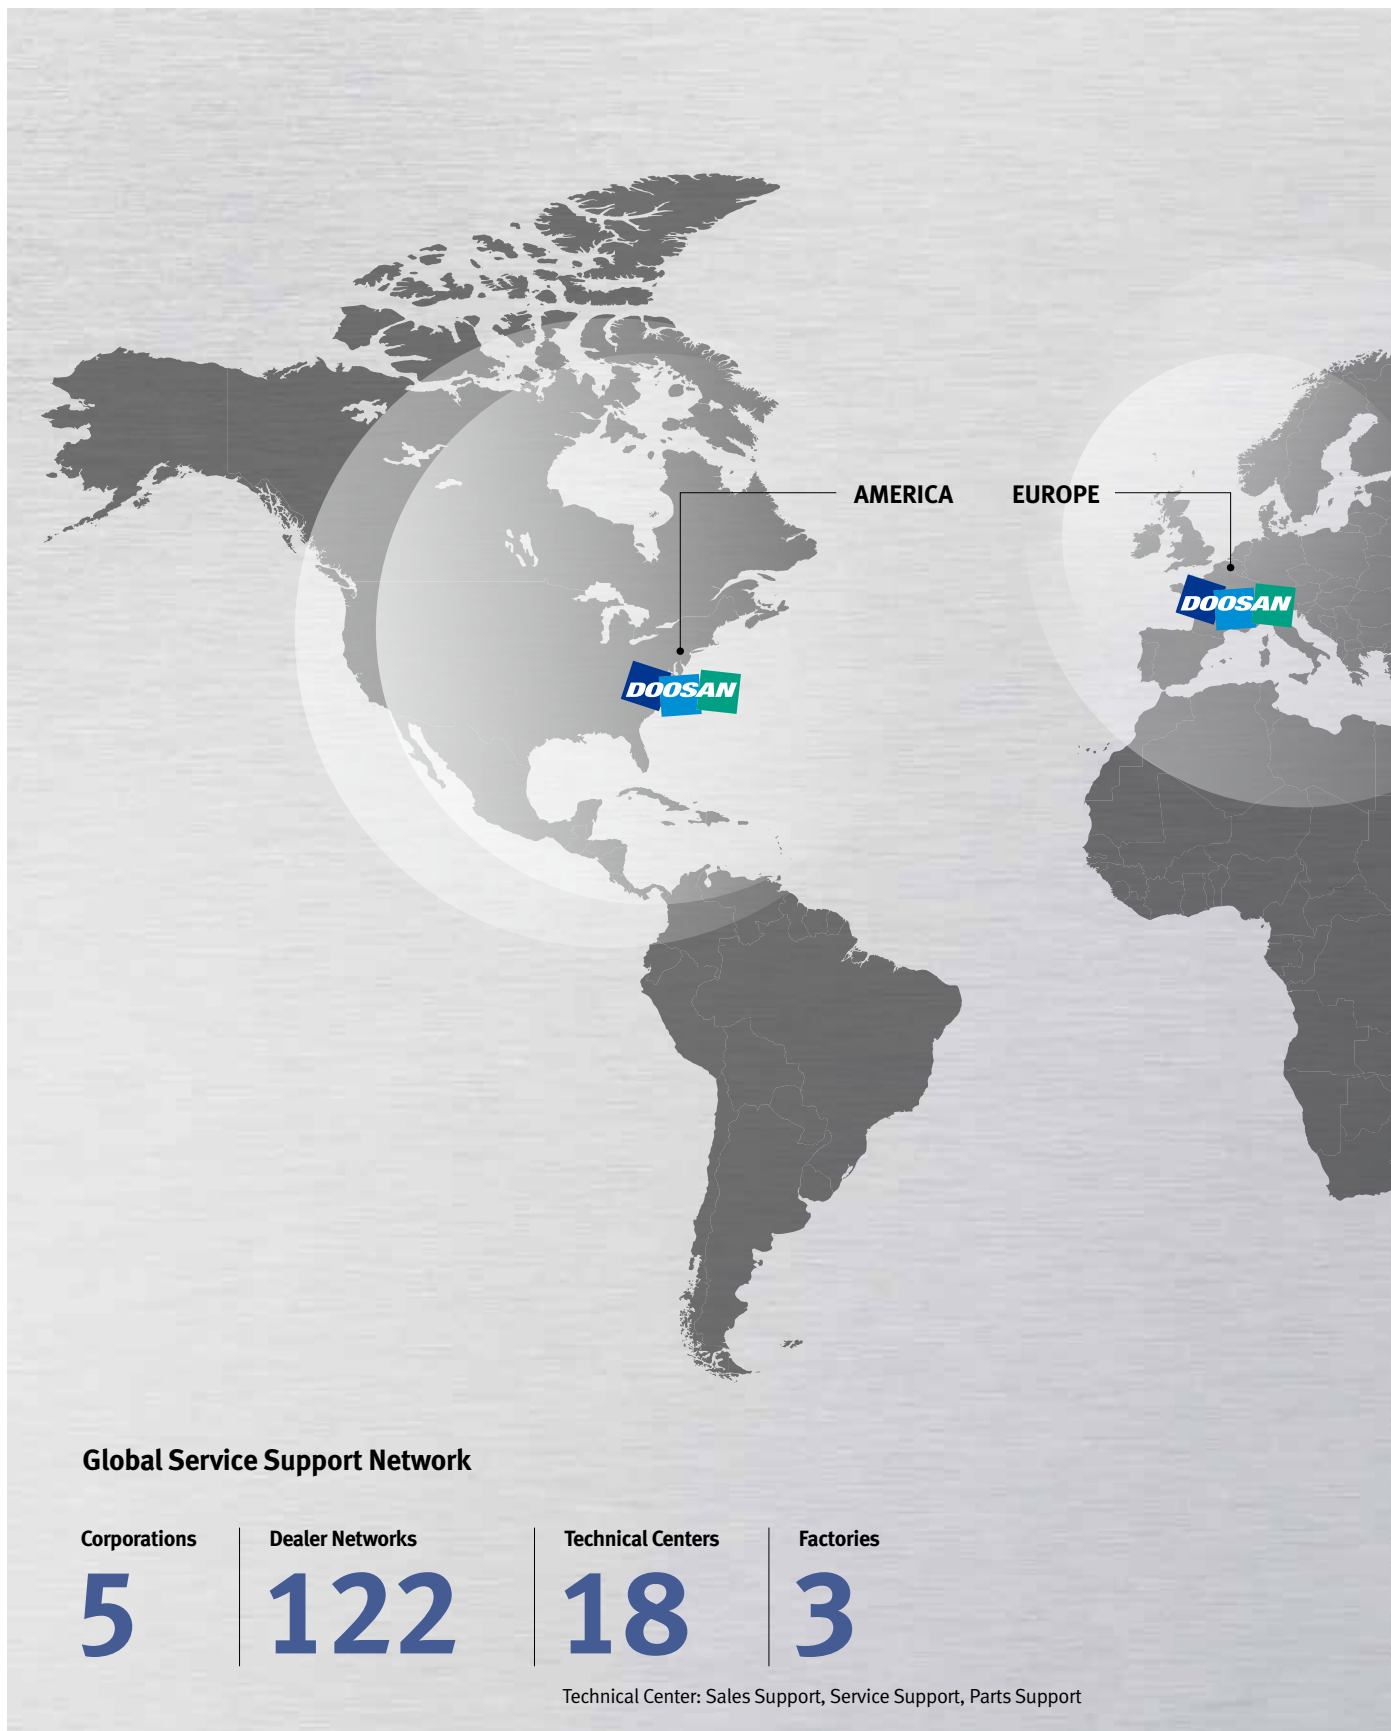 AMERICA EUROPE
DOOSAN
DOOSAN
Global Service Support Network
Corporations Dealer Networks Technical Centers Factories
5 122 18 3
Technical Center: Sales Support, Service Support, Parts Support